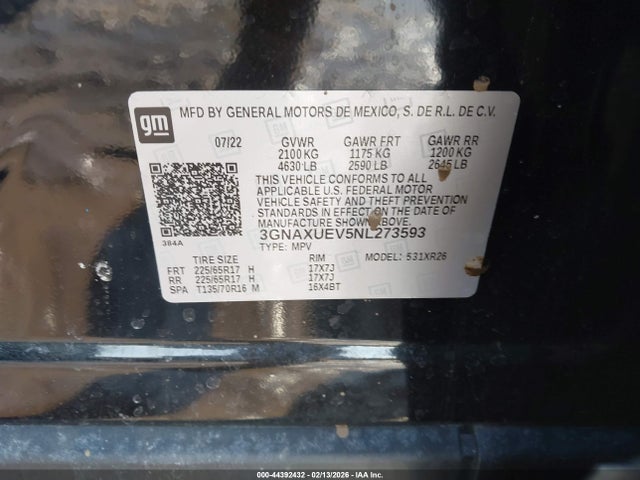 gm
MFD BY GENERAL MOTORS DE MEXICO, S. DE R.L. DE C.V.
07/22 GVWR GAWR FRT GAWR RR
2100 KG 1175 KG 1200 KG
4630 LB 2590 LB 2645 LB
THIS VEHICLE CONFORMS TO ALL
APPLICABLE U.S. FEDERAL MOTOR
VEHICLE SAFETY AND THEFT PREVENTION
STANDARDS IN EFFECT ON THE DATE OF
MANUFACTURE SHOWN ABOVE.
384A
3GNAXUEV5NL273593
TYPE: MPV
TIRE SIZE RIM MODEL: 531XR26
FRT 225/65R17 H 17X7J
RR 225/65R17 H 17X7J
SPA T135/70R16 M 16X4BT
000-44392432 - 02/13/2026 - IAA Inc.